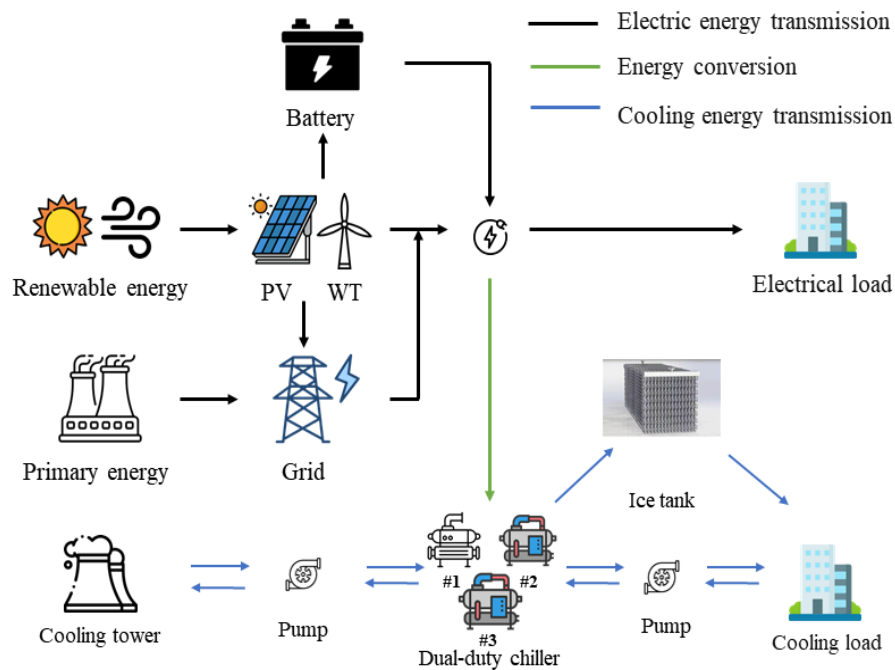 Electric energy transmission
Energy conversion
Cooling energy transmission
Battery
Renewable energy
PV
WT
Electrical load
Primary energy
Grid
Ice tank
#1
#2
#3
Cooling tower
Pump
Dual-duty chiller
Pump
Cooling load